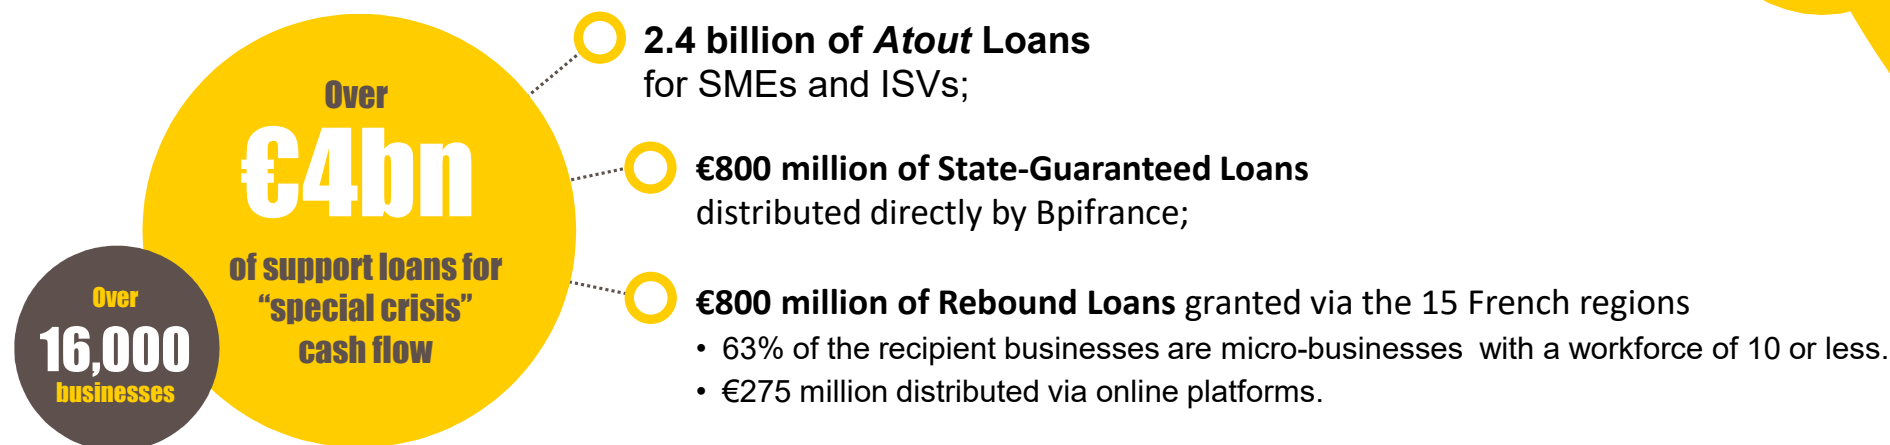 Over
€4bn
of support loans for
“special crisis”
cash flow
Over
16,000
businesses
2.4 billion of Atout Loans
for SMEs and ISVs;
€800 million of State-Guaranteed Loans
distributed directly by Bpifrance;
€800 million of Rebound Loans granted via the 15 French regions
• 63% of the recipient businesses are micro-businesses with a workforce of 10 or less.
• €275 million distributed via online platforms.